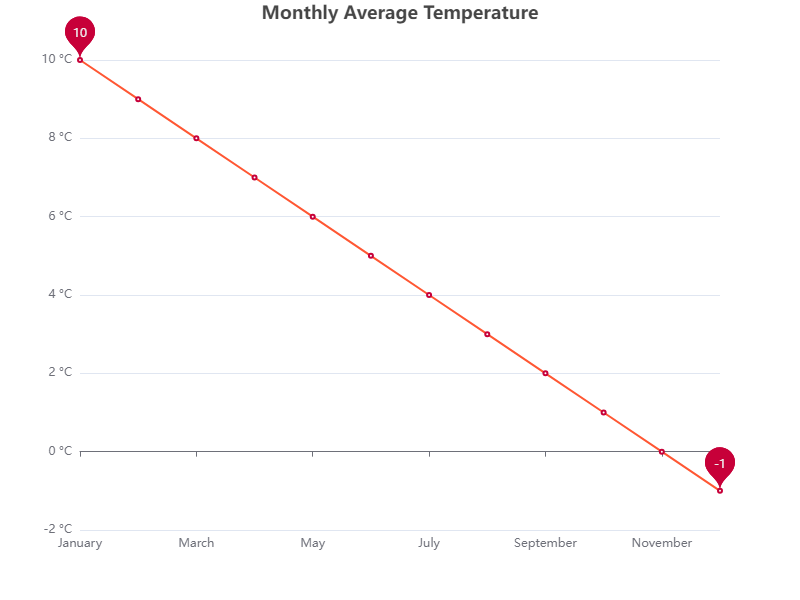 Monthly Average Temperature
10
10 °C
8 °C
6 °C
4 °C
2 °C
0 °C
-1
-2 °C
January March May July September November